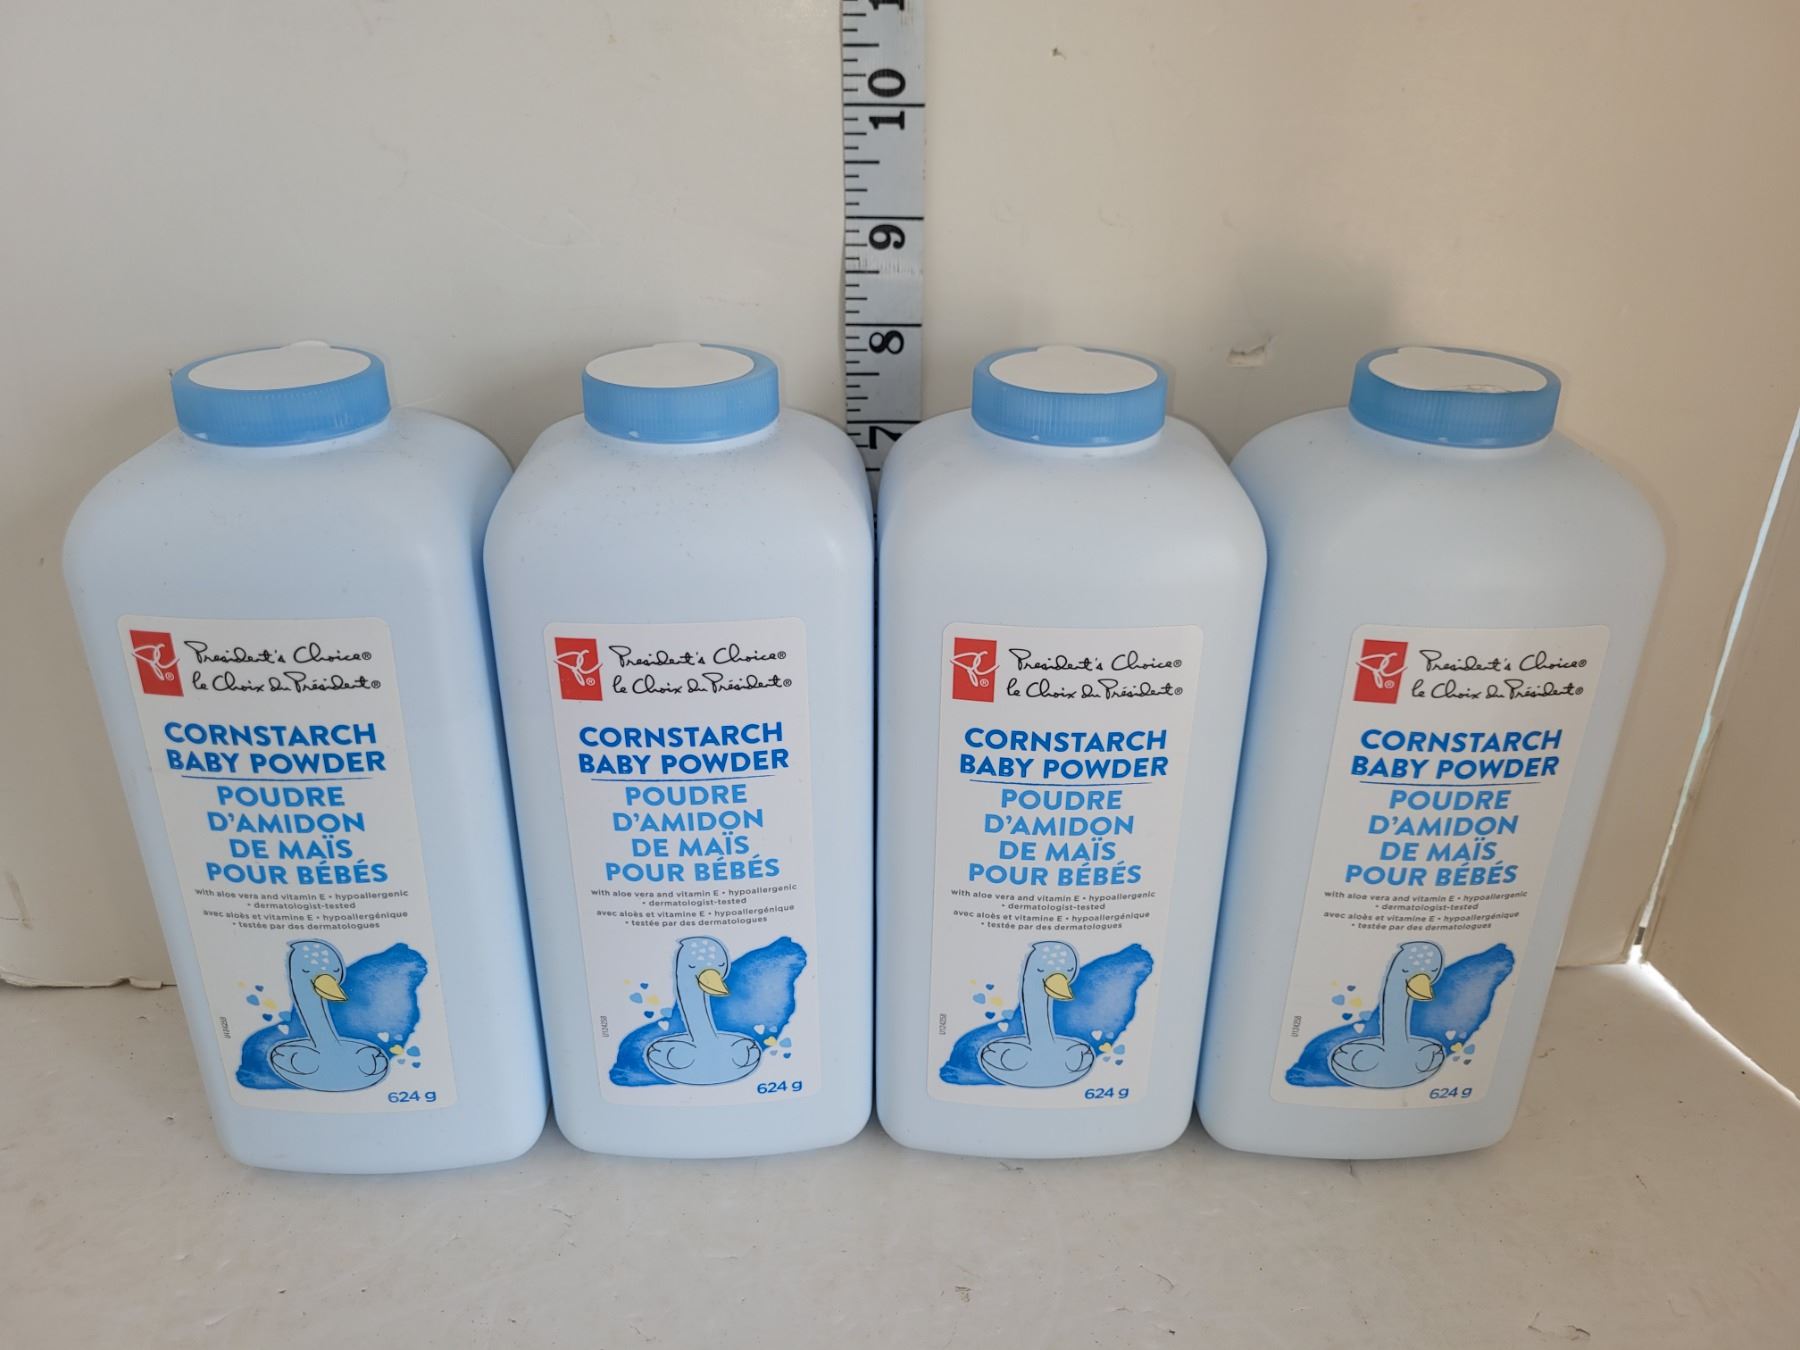 10
10
9
8
7
PC®
President's Choice®
le Choix du Président®
CORNSTARCH
BABY POWDER
POUDRE
D'AMIDON
DE MAÏS
POUR BÉBÉS
with aloe vera and vitamin E • hypoallergenic
• dermatologist-tested
avec aloès et vitamine E • hypoallergénique
• testée par des dermatologues
624 g
PC®
President's Choice®
le Choix du Président®
CORNSTARCH
BABY POWDER
POUDRE
D'AMIDON
DE MAÏS
POUR BÉBÉS
with aloe vera and vitamin E • hypoallergenic
• dermatologist-tested
avec aloès et vitamine E • hypoallergénique
• testée par des dermatologues
624 g
PC®
President's Choice®
le Choix du Président®
CORNSTARCH
BABY POWDER
POUDRE
D'AMIDON
DE MAÏS
POUR BÉBÉS
with aloe vera and vitamin E • hypoallergenic
• dermatologist-tested
avec aloès et vitamine E • hypoallergénique
• testée par des dermatologues
624 g
PC®
President's Choice®
le Choix du Président®
CORNSTARCH
BABY POWDER
POUDRE
D'AMIDON
DE MAÏS
POUR BÉBÉS
with aloe vera and vitamin E • hypoallergenic
• dermatologist-tested
avec aloès et vitamine E • hypoallergénique
• testée par des dermatologues
624 g